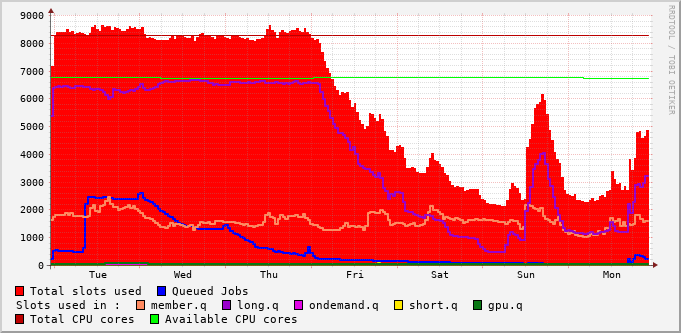 9000
8000
7000
6000
5000
4000
3000
2000
1000
0
Tue Wed Thu Fri Sat Sun Mon
RRDTOOL / TOBI OETIKER
Total slots used Queued Jobs
Slots used in : member.q long.q ondemand.q short.q gpu.q
Total CPU cores Available CPU cores